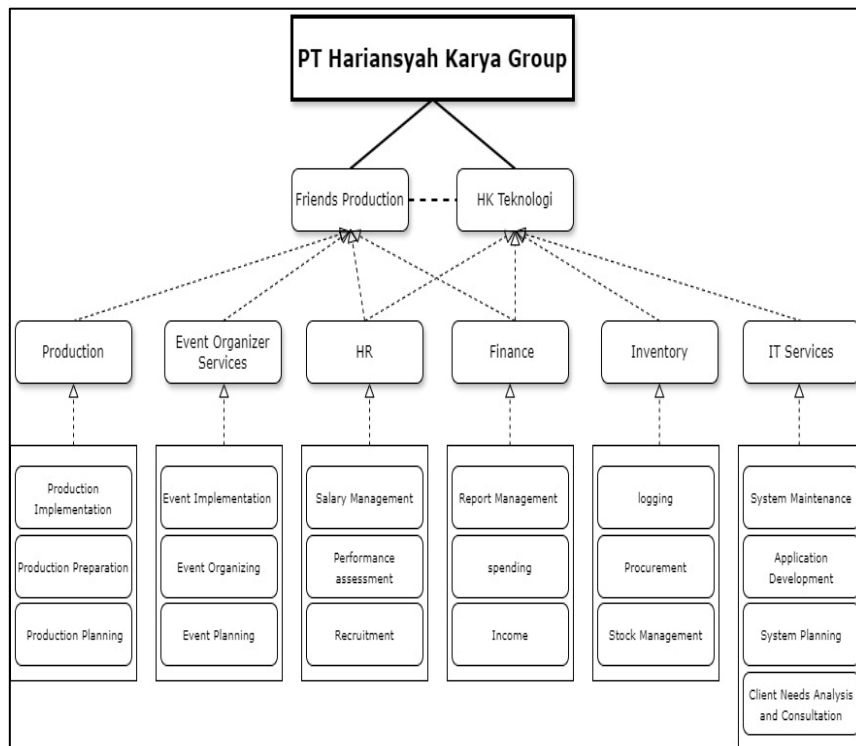 PT Hariansyah Karya Group
Friends Production
HK Teknologi
Production
Event Organizer
Services
HR
Finance
Inventory
IT Services
Production
Implementation
Production Preparation
Production Planning
Event Implementation
Event Organizing
Event Planning
Salary Management
Performance
assessment
Recruitment
Report Management
spending
Income
logging
Procurement
Stock Management
System Maintenance
Application
Development
System Planning
Client Needs Analysis
and Consultation